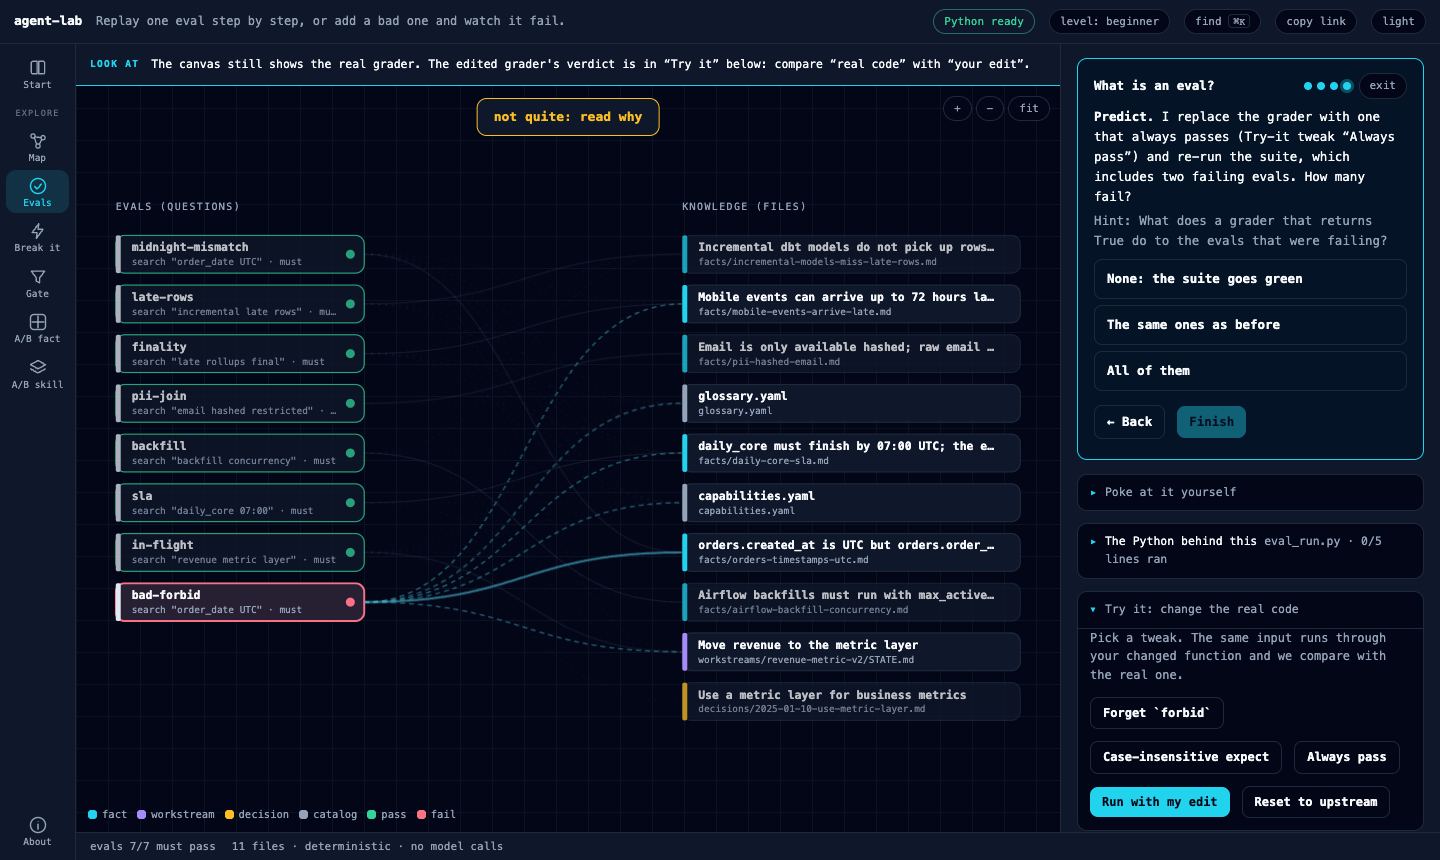 agent-lab Replay one eval step by step, or add a bad one and watch it fail.
Python ready
level: beginner
find ⌘K
copy link
light
Start
EXPLORE
Map
Evals
Break it
Gate
A/B fact
A/B skill
About
LOOK AT The canvas still shows the real grader. The edited grader's verdict is in “Try it” below: compare “real code” with “your edit”.
not quite: read why
+ − fit
EVALS (QUESTIONS)
midnight-mismatch
search "order_date UTC" · must
late-rows
search "incremental late rows" · mu…
finality
search "late rollups final" · must
pii-join
search "email hashed restricted" · …
backfill
search "backfill concurrency" · must
sla
search "daily_core 07:00" · must
in-flight
search "revenue metric layer" · must
bad-forbid
search "order_date UTC" · must
KNOWLEDGE (FILES)
Incremental dbt models do not pick up rows…
facts/incremental-models-miss-late-rows.md
Mobile events can arrive up to 72 hours la…
facts/mobile-events-arrive-late.md
Email is only available hashed; raw email …
facts/pii-hashed-email.md
glossary.yaml
glossary.yaml
daily_core must finish by 07:00 UTC; the e…
facts/daily-core-sla.md
capabilities.yaml
capabilities.yaml
orders.created_at is UTC but orders.order_…
facts/orders-timestamps-utc.md
Airflow backfills must run with max_active…
facts/airflow-backfill-concurrency.md
Move revenue to the metric layer
workstreams/revenue-metric-v2/STATE.md
Use a metric layer for business metrics
decisions/2025-01-10-use-metric-layer.md
fact workstream decision catalog pass fail
evals 7/7 must pass 11 files · deterministic · no model calls
What is an eval?
exit
Predict. I replace the grader with one
that always passes (Try-it tweak “Always
pass”) and re-run the suite, which
includes two failing evals. How many
fail?
Hint: What does a grader that returns
True do to the evals that were failing?
None: the suite goes green
The same ones as before
All of them
← Back
Finish
▸ Poke at it yourself
▸ The Python behind this eval_run.py · 0/5
lines ran
▾ Try it: change the real code
Pick a tweak. The same input runs through
your changed function and we compare with
the real one.
Forget `forbid`
Case-insensitive expect
Always pass
Run with my edit
Reset to upstream